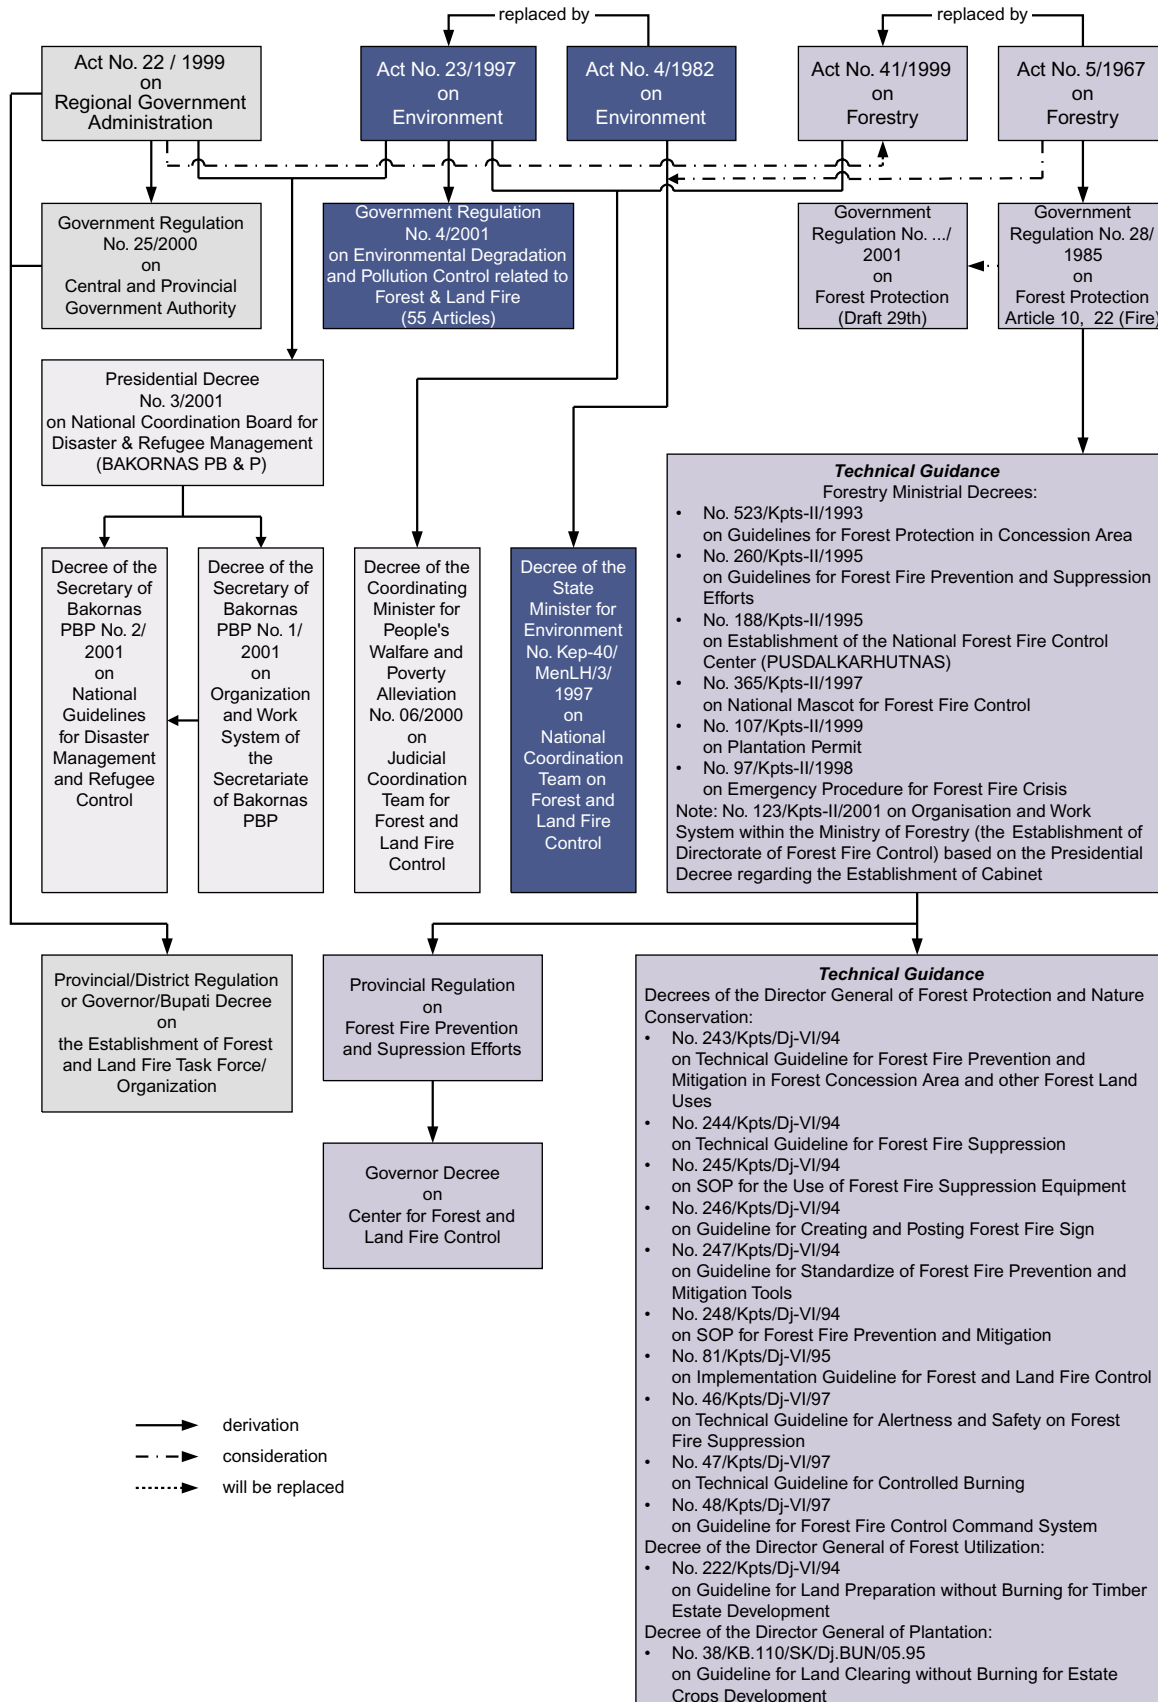 replaced by
replaced by
Act No. 22 / 1999
on
Regional Government
Administration
Act No. 23/1997
on
Environment
Act No. 4/1982
on
Environment
Act No. 41/1999
on
Forestry
Act No. 5/1967
on
Forestry
Government Regulation
No. 25/2000
on
Central and Provincial
Government Authority
Government Regulation
No. 4/2001
on Environmental Degradation
and Pollution Control related to
Forest & Land Fire
(55 Articles)
Government
Regulation No. .../
2001
on
Forest Protection
(Draft 29th)
Government
Regulation No. 28/
1985
on
Forest Protection
Article 10,  22 (Fire)
Presidential Decree
No. 3/2001
on National Coordination Board for
Disaster & Refugee Management
(BAKORNAS PB & P)
Decree of the
Secretary of
Bakornas
PBP No. 2/
2001
on
National
Guidelines
for Disaster
Management
and Refugee
Control
Decree of the
Secretary of
Bakornas
PBP No. 1/
2001
on
Organization
and Work
System of
the
Secretariate
of Bakornas
PBP
Decree of the
Coordinating
Minister for
People's
Welfare and
Poverty
Alleviation
No. 06/2000
on
Judicial
Coordination
Team for
Forest and
Land Fire
Control
Decree of the
State
Minister for
Environment
No. Kep-40/
MenLH/3/
1997
on
National
Coordination
Team on
Forest and
Land Fire
Control
Technical Guidance
Forestry Ministrial Decrees:
• No. 523/Kpts-II/1993
on Guidelines for Forest Protection in Concession Area
• No. 260/Kpts-II/1995
on Guidelines for Forest Fire Prevention and Suppression
Efforts
• No. 188/Kpts-II/1995
on Establishment of the National Forest Fire Control
Center (PUSDALKARHUTNAS)
• No. 365/Kpts-II/1997
on National Mascot for Forest Fire Control
• No. 107/Kpts-II/1999
on Plantation Permit
• No. 97/Kpts-II/1998
on Emergency Procedure for Forest Fire Crisis
Note: No. 123/Kpts-II/2001 on Organisation and Work
System within the Ministry of Forestry (the Establishment of
Directorate of Forest Fire Control) based on the Presidential
Decree regarding the Establishment of Cabinet
Provincial/District Regulation
or Governor/Bupati Decree
on
the Establishment of Forest
and Land Fire Task Force/
Organization
Provincial Regulation
on
Forest Fire Prevention
and Supression Efforts
Governor Decree
on
Center for Forest and
Land Fire Control
Technical Guidance
Decrees of the Director General of Forest Protection and Nature
Conservation:
• No. 243/Kpts/Dj-VI/94
on Technical Guideline for Forest Fire Prevention and
Mitigation in Forest Concession Area and other Forest Land
Uses
• No. 244/Kpts/Dj-VI/94
on Technical Guideline for Forest Fire Suppression
• No. 245/Kpts/Dj-VI/94
on SOP for the Use of Forest Fire Suppression Equipment
• No. 246/Kpts/Dj-VI/94
on Guideline for Creating and Posting Forest Fire Sign
• No. 247/Kpts/Dj-VI/94
on Guideline for Standardize of Forest Fire Prevention and
Mitigation Tools
• No. 248/Kpts/Dj-VI/94
on SOP for Forest Fire Prevention and Mitigation
• No. 81/Kpts/Dj-VI/95
on Implementation Guideline for Forest and Land Fire Control
• No. 46/Kpts/Dj-VI/97
on Technical Guideline for Alertness and Safety on Forest
Fire Suppression
• No. 47/Kpts/Dj-VI/97
on Technical Guideline for Controlled Burning
• No. 48/Kpts/Dj-VI/97
on Guideline for Forest Fire Control Command System
Decree of the Director General of Forest Utilization:
• No. 222/Kpts/Dj-VI/94
on Guideline for Land Preparation without Burning for Timber
Estate Development
Decree of the Director General of Plantation:
• No. 38/KB.110/SK/Dj.BUN/05.95
on Guideline for Land Clearing without Burning for Estate
Crops Development
derivation
consideration
will be replaced